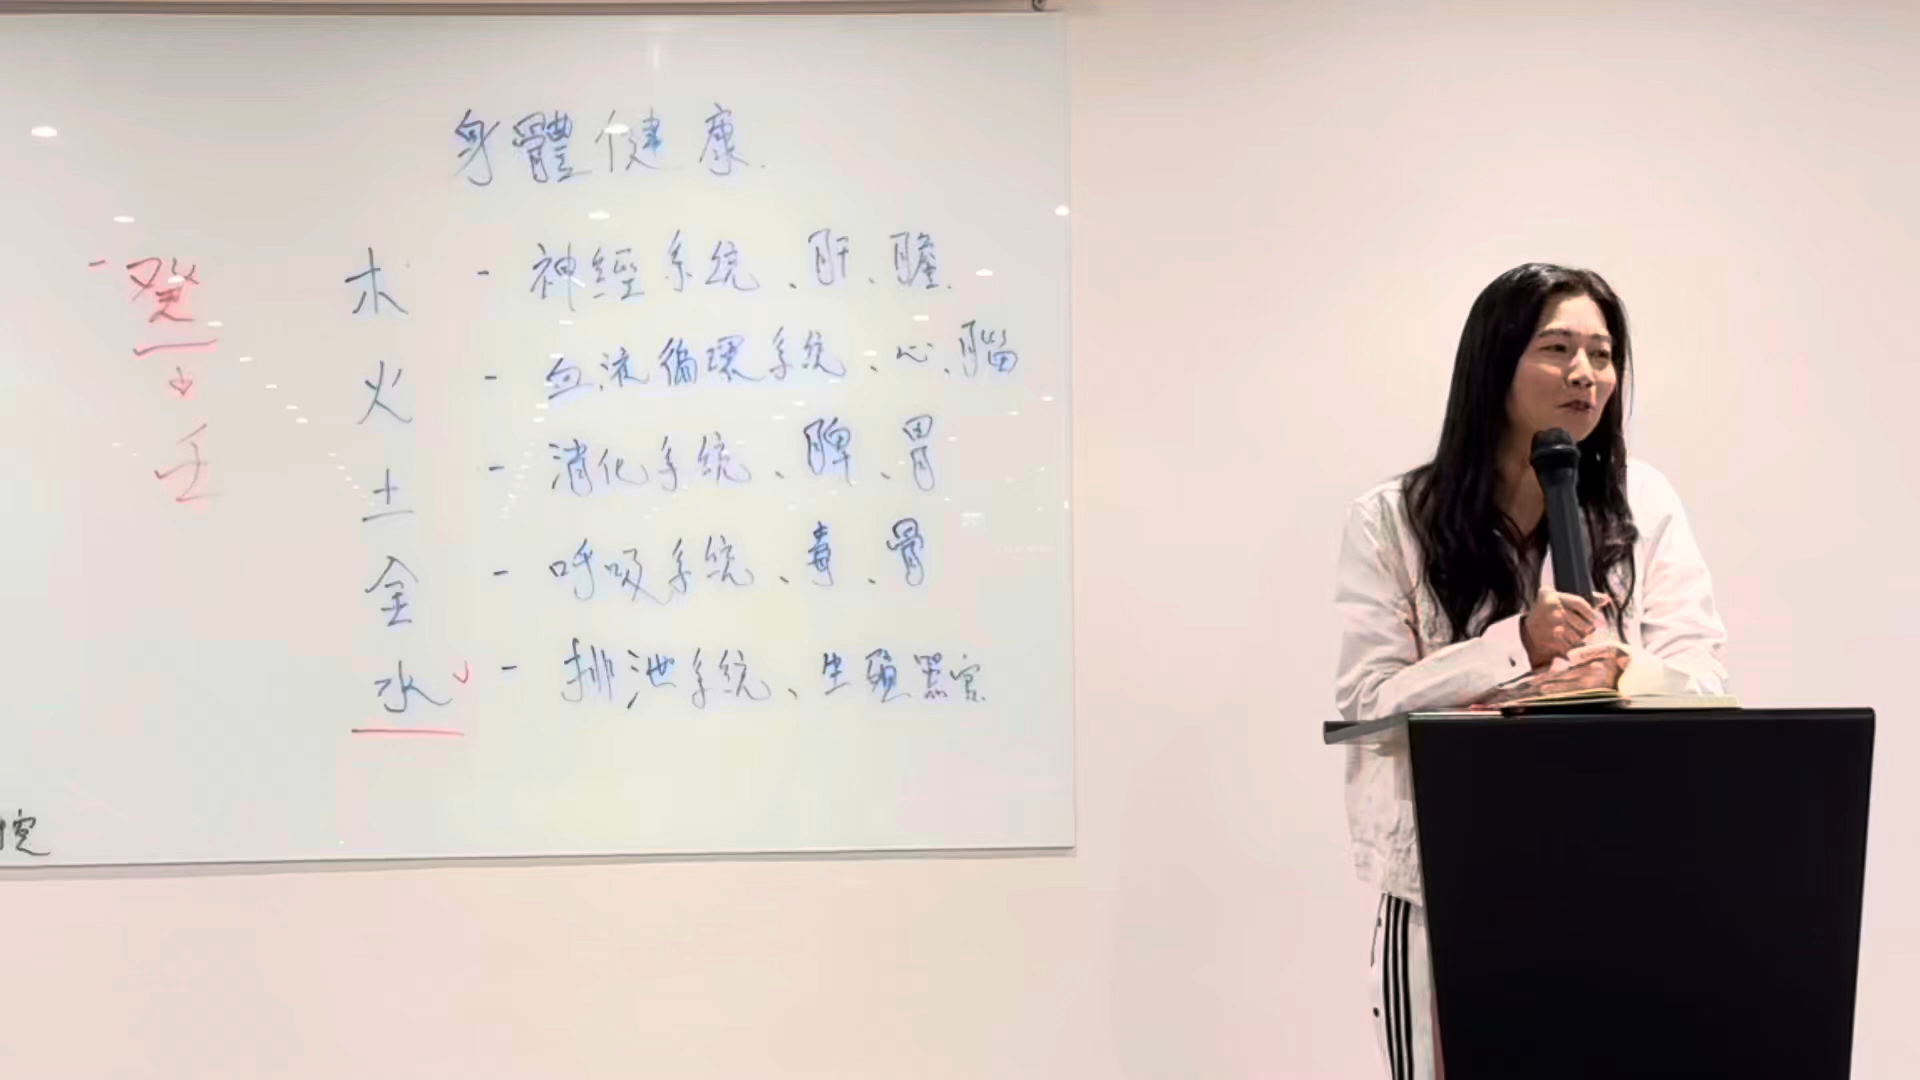 身體健康
癸
壬
木 - 神經系統、肝、膽
火 - 血液循環系統、心、腦
土 - 消化系統、脾、胃
金 - 呼吸系統、毒、骨
水 - 排泄系統、生殖器官
控